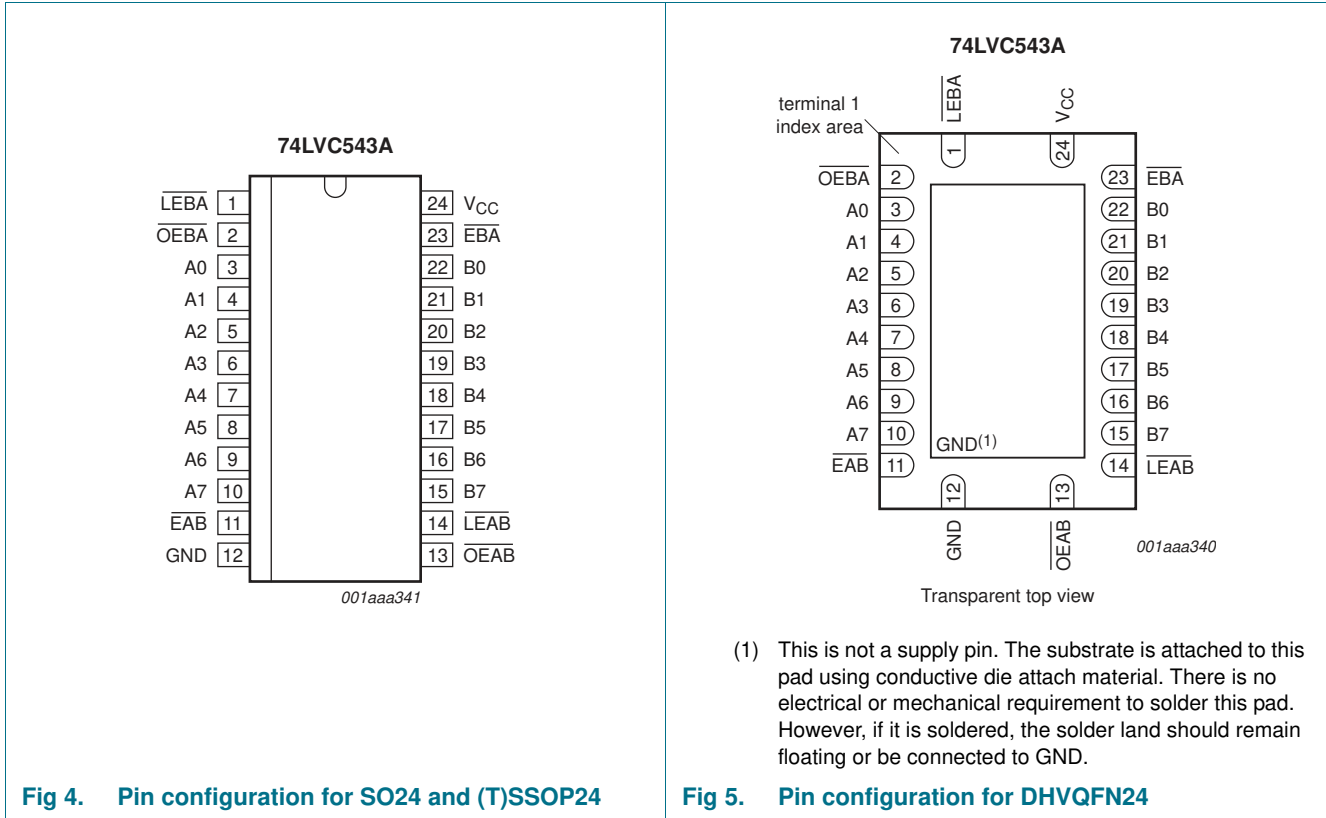 74LVC543A
LEBA 1 24 VCC
OEBA 2 23 EBA
A0 3 22 B0
A1 4 21 B1
A2 5 20 B2
A3 6 19 B3
A4 7 18 B4
A5 8 17 B5
A6 9 16 B6
A7 10 15 B7
EAB 11 14 LEAB
GND 12 13 OEAB
001aaa341
Fig 4. Pin configuration for SO24 and (T)SSOP24
74LVC543A
terminal 1
index area
LEBA
VCC
1 24
OEBA 2 23 EBA
A0 3 22 B0
A1 4 21 B1
A2 5 20 B2
A3 6 19 B3
A4 7 18 B4
A5 8 17 B5
A6 9 16 B6
A7 10 15 B7
GND(1)
EAB 11 14 LEAB
12 13
GND
OEAB
001aaa340
Transparent top view
(1) This is not a supply pin. The substrate is attached to this
pad using conductive die attach material. There is no
electrical or mechanical requirement to solder this pad.
However, if it is soldered, the solder land should remain
floating or be connected to GND.
Fig 5. Pin configuration for DHVQFN24